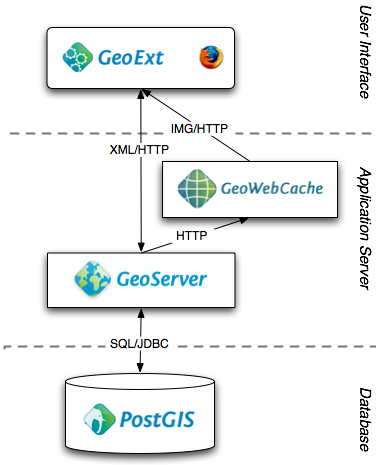 User Interface
GeoExt
IMG/HTTP
XML/HTTP
Application Server
GeoWebCache
HTTP
GeoServer
SQL/JDBC
Database
PostGIS